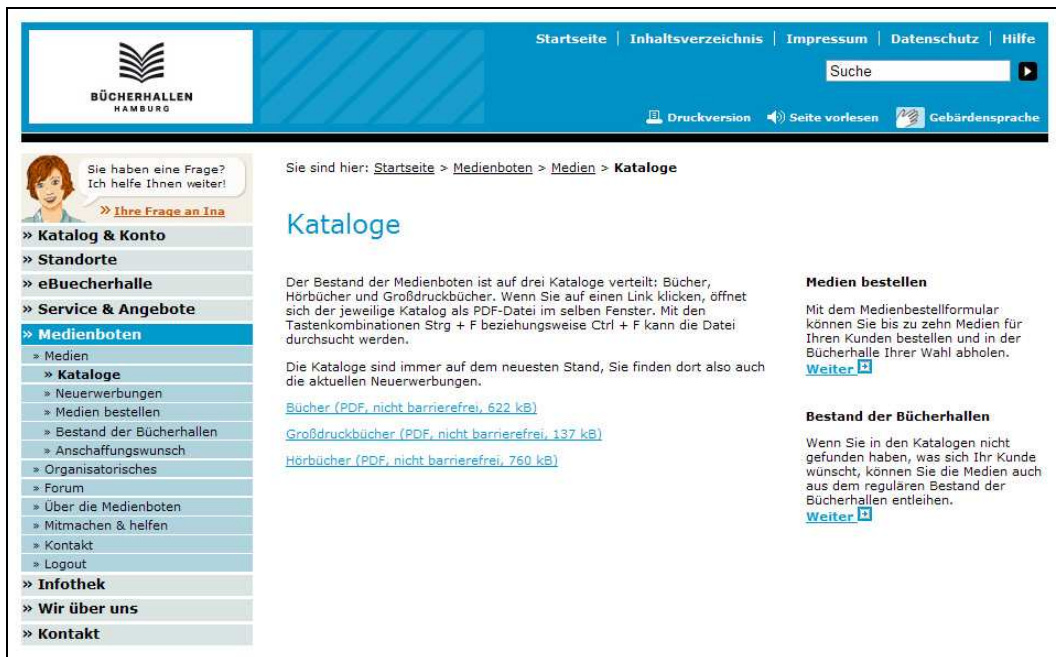 BÜCHERHALLEN
HAMBURG
Startseite | Inhaltsverzeichnis | Impressum | Datenschutz | Hilfe
Suche
Druckversion Seite vorlesen Gebärdensprache
Sie haben eine Frage?
Ich helfe Ihnen weiter!
» Ihre Frage an Ina
» Katalog & Konto
» Standorte
» eBuecherhalle
» Service & Angebote
» Medienboten
» Medien
» Kataloge
» Neuerwerbungen
» Medien bestellen
» Bestand der Bücherhallen
» Anschaffungswunsch
» Organisatorisches
» Forum
» Über die Medienboten
» Mitmachen & helfen
» Kontakt
» Logout
» Infothek
» Wir über uns
» Kontakt
Sie sind hier: Startseite > Medienboten > Medien > Kataloge
Kataloge
Der Bestand der Medienboten ist auf drei Kataloge verteilt: Bücher,
Hörbücher und Großdruckbücher. Wenn Sie auf einen Link klicken, öffnet
sich der jeweilige Katalog als PDF-Datei im selben Fenster. Mit den
Tastenkombinationen Strg + F beziehungsweise Ctrl + F kann die Datei
durchsucht werden.
Die Kataloge sind immer auf dem neuesten Stand, Sie finden dort also auch
die aktuellen Neuerwerbungen.
Bücher (PDF, nicht barrierefrei, 622 kB)
Großdruckbücher (PDF, nicht barrierefrei, 137 kB)
Hörbücher (PDF, nicht barrierefrei, 760 kB)
Medien bestellen
Mit dem Medienbestellformular
können Sie bis zu zehn Medien für
Ihren Kunden bestellen und in der
Bücherhalle Ihrer Wahl abholen.
Weiter
Bestand der Bücherhallen
Wenn Sie in den Katalogen nicht
gefunden haben, was sich Ihr Kunde
wünscht, können Sie die Medien auch
aus dem regulären Bestand der
Bücherhallen entleihen.
Weiter